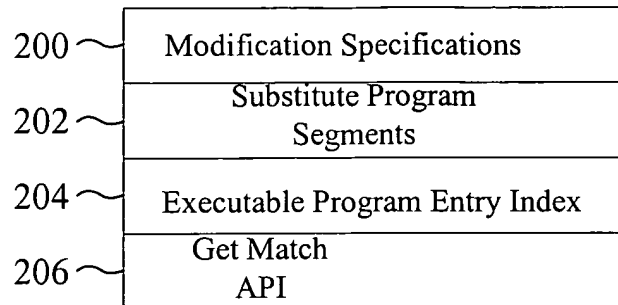 200 Modification Specifications
202 Substitute Program
Segments
204 Executable Program Entry Index
206 Get Match
API